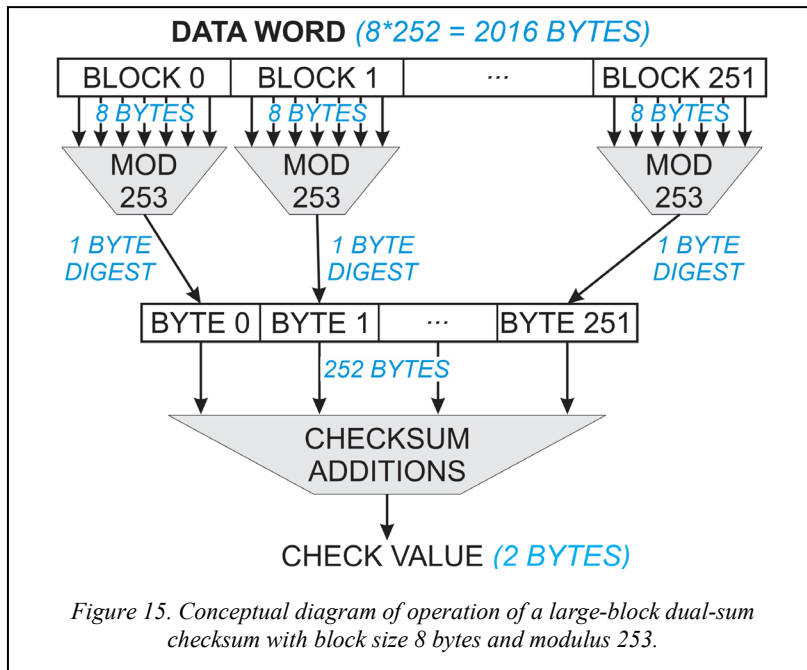 DATA WORD (8*252 = 2016 BYTES)
BLOCK 0 BLOCK 1 ... BLOCK 251
8 BYTES 8 BYTES 8 BYTES
MOD 253 MOD 253 MOD 253
1 BYTE DIGEST 1 BYTE DIGEST 1 BYTE DIGEST
BYTE 0 BYTE 1 ... BYTE 251
252 BYTES
CHECKSUM
ADDITIONS
CHECK VALUE (2 BYTES)
Figure 15. Conceptual diagram of operation of a large-block dual-sum
checksum with block size 8 bytes and modulus 253.